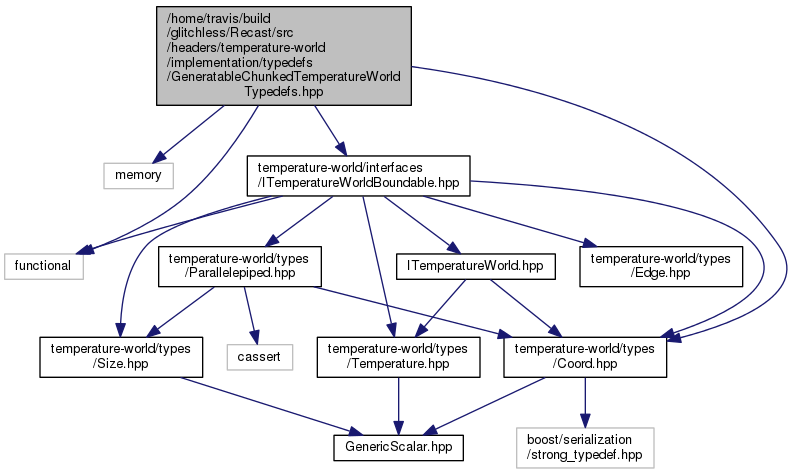 /home/travis/build
/glitchless/Recast/src
/headers/temperature-world
/implementation/typedefs
/GeneratableChunkedTemperatureWorld
Typedefs.hpp
memory
temperature-world/interfaces
/ITemperatureWorldBoundable.hpp
functional
temperature-world/types
/Parallelepiped.hpp
ITemperatureWorld.hpp
temperature-world/types
/Edge.hpp
temperature-world/types
/Size.hpp
cassert
temperature-world/types
/Temperature.hpp
temperature-world/types
/Coord.hpp
GenericScalar.hpp
boost/serialization
/strong_typedef.hpp